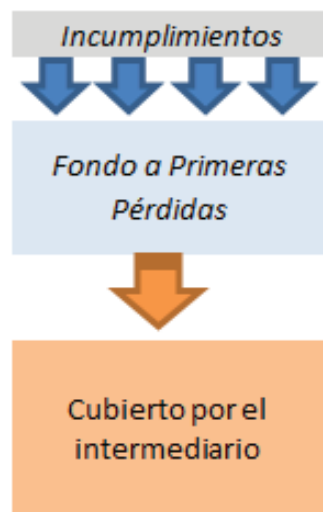 Incumplimientos
Fondo a Primeras
Pérdidas
Cubierto por el
intermediario